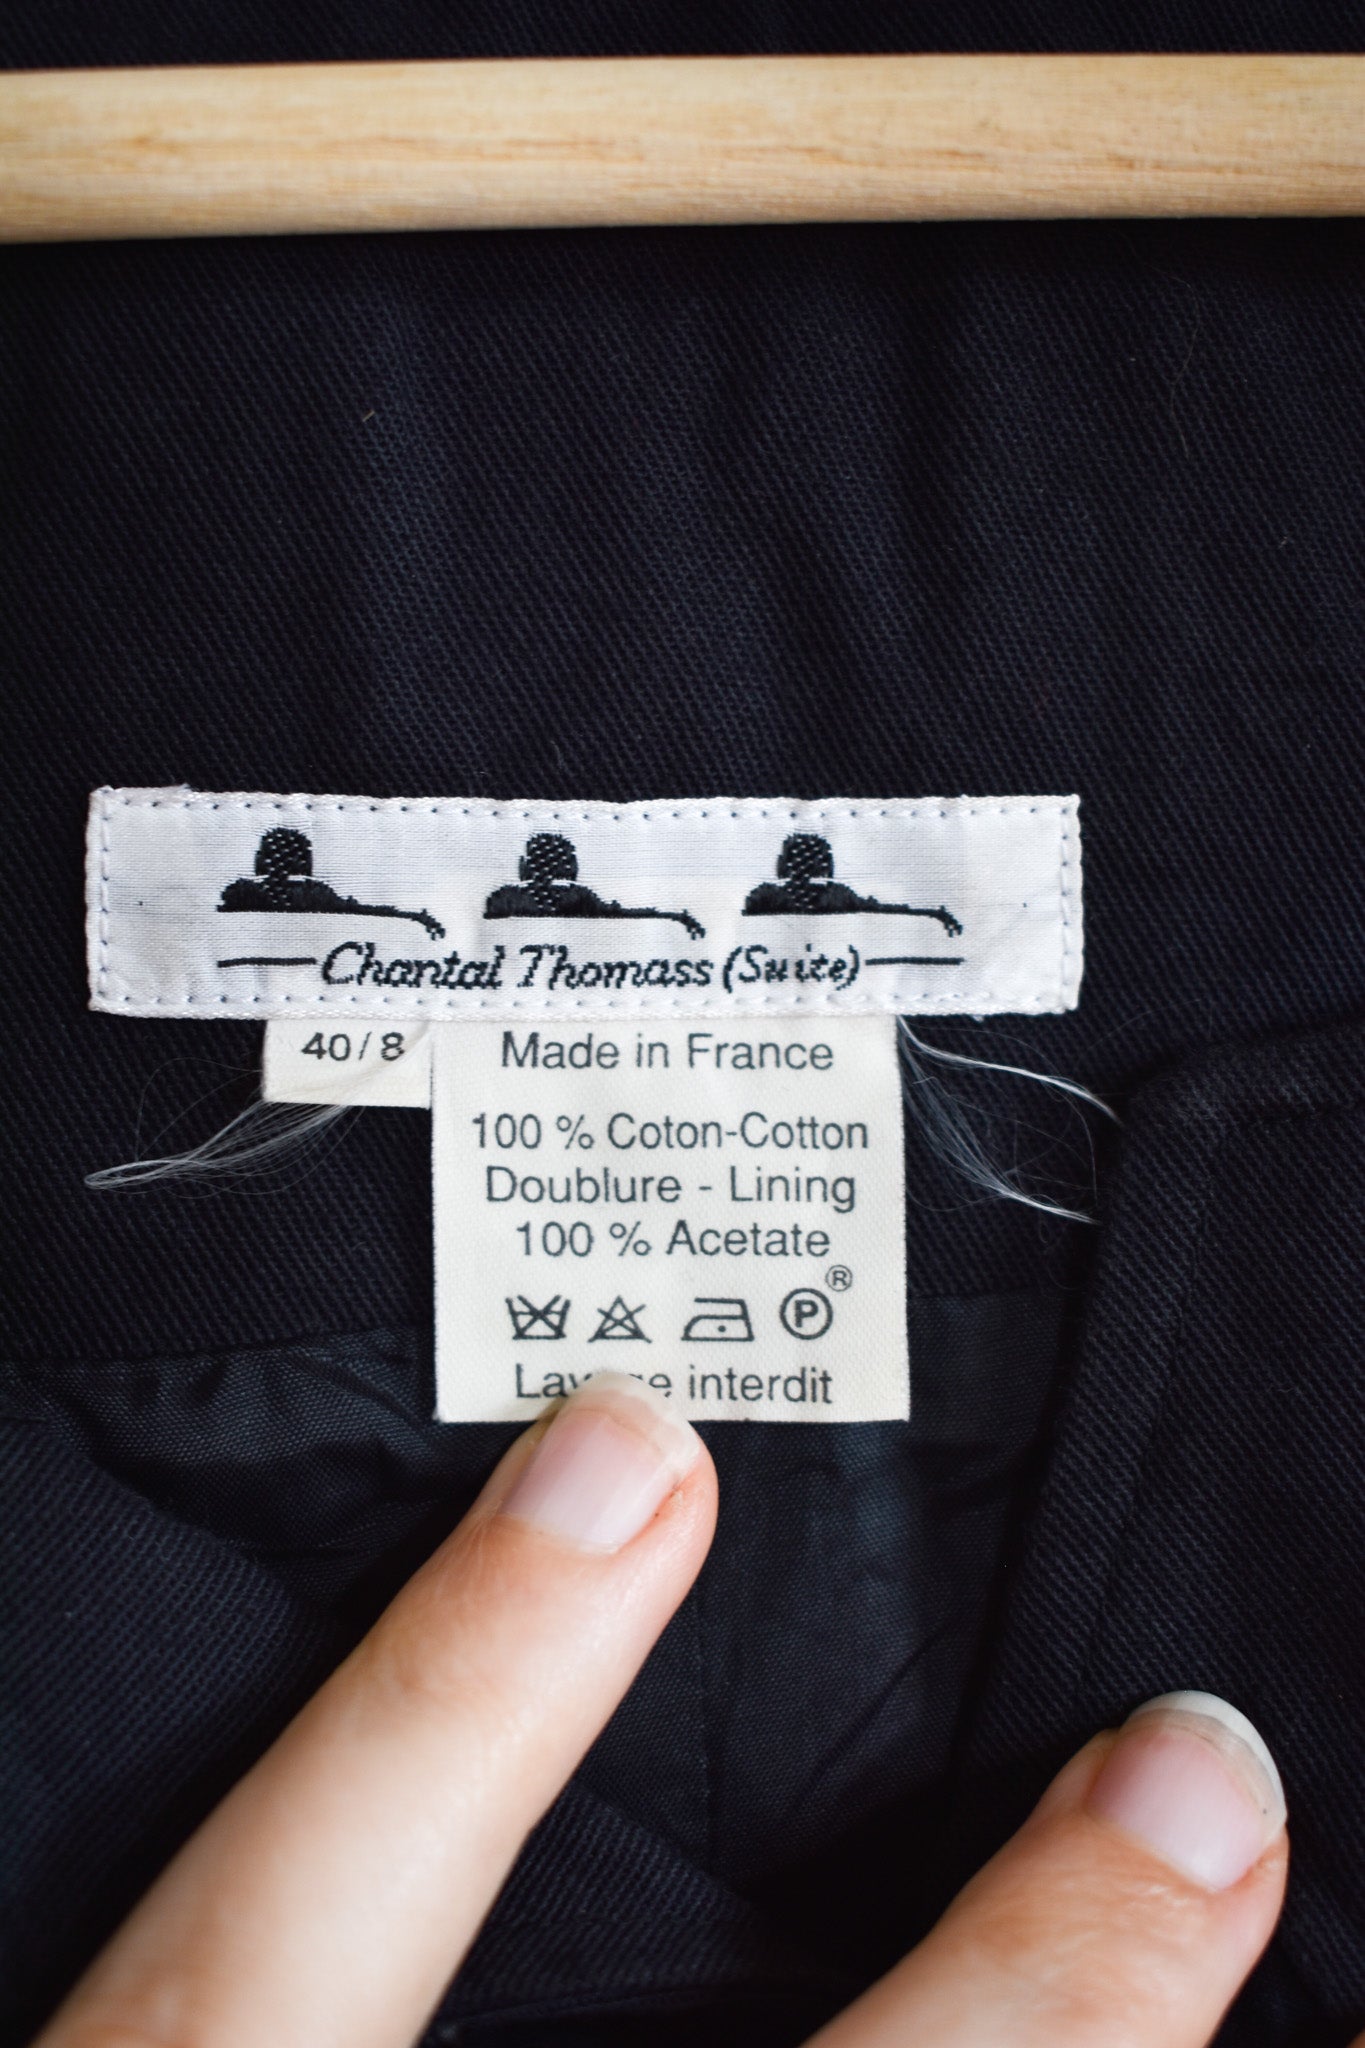 Chantal Thomass (Suite)
40/8
Made in France
100 % Coton-Cotton
Doublure - Lining
100 % Acetate
P ®
interdit